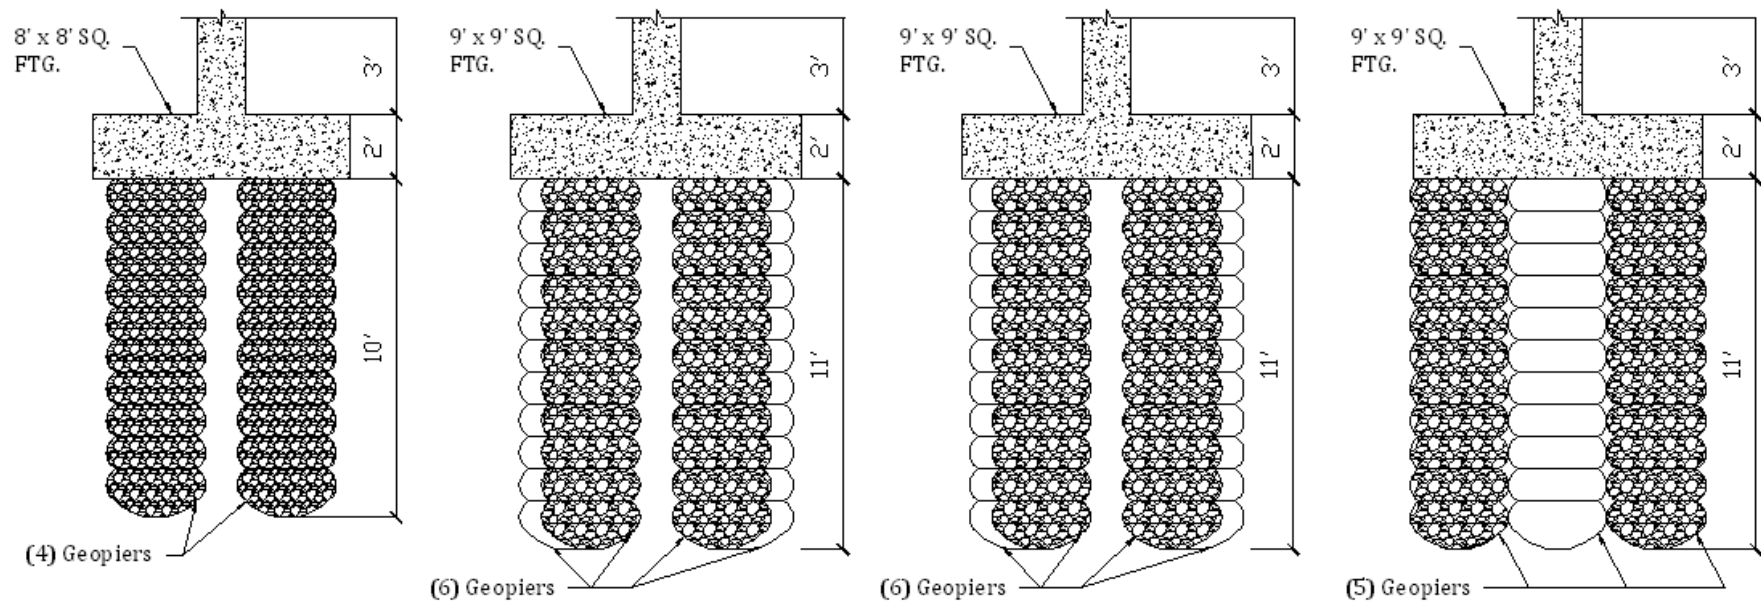 8' x 8' SQ.
FTG.
3'
2'
10'
(4) Geopiers
9' x 9' SQ.
FTG.
3'
2'
11'
(6) Geopiers
9' x 9' SQ.
FTG.
3'
2'
11'
(6) Geopiers
9' x 9' SQ.
FTG.
3'
2'
11'
(5) Geopiers